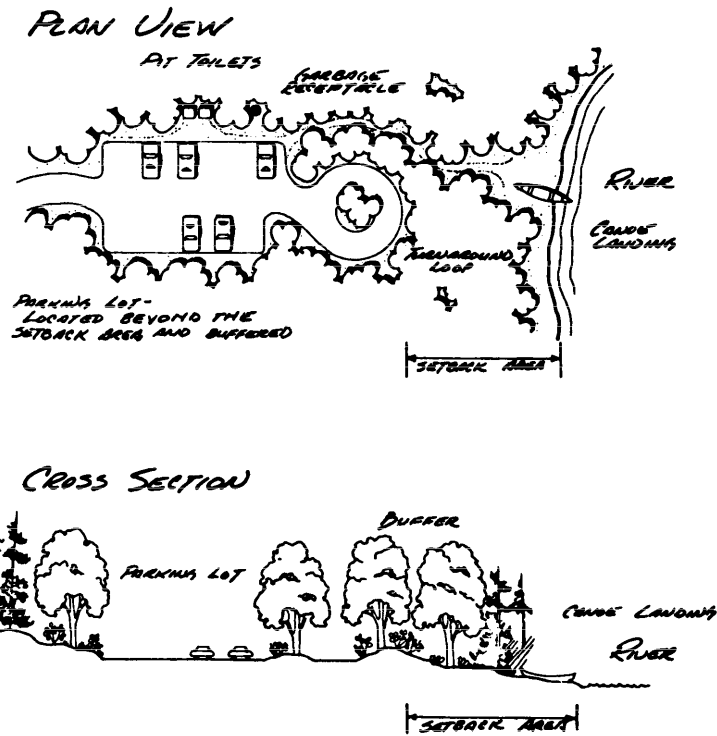 PLAN VIEW
PIT TOILETS
GARBAGE
RECEPTACLE
RIVER
CANOE
LANDING
TURNAROUND
LOOP
PARKING LOT-
LOCATED BEYOND THE
SETBACK AREA AND BUFFERED
SETBACK AREA
CROSS SECTION
BUFFER
PARKING LOT
CANOE LANDING
RIVER
SETBACK AREA